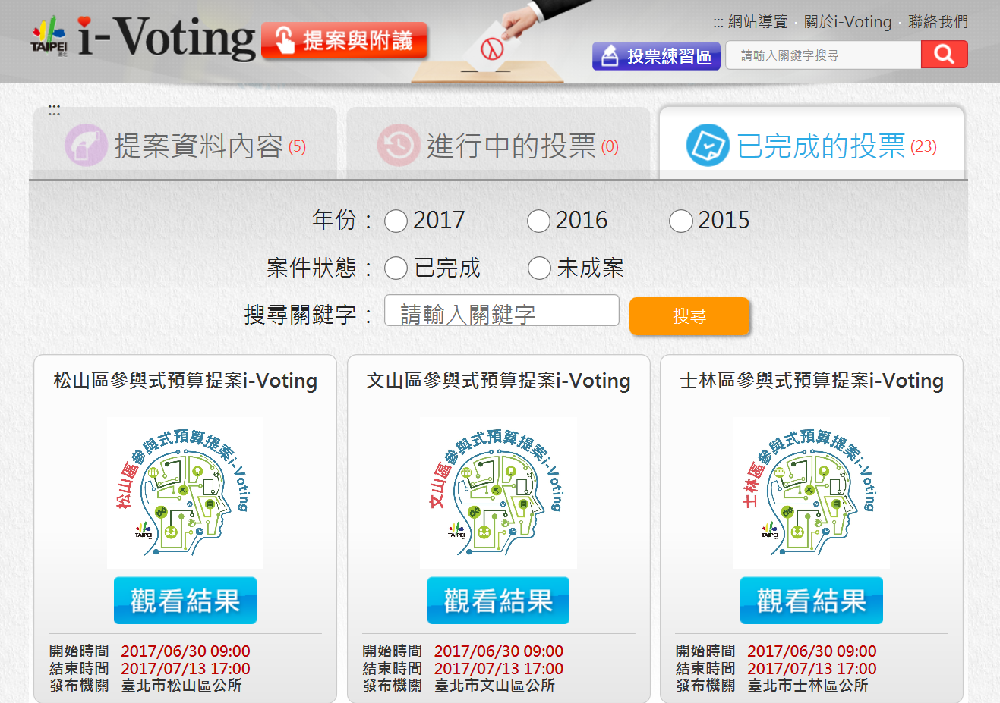 ::: 網站導覽 · 關於i-Voting · 聯絡我們
TAIPEI
臺北
i-Voting
提案與附議
投票練習區
請輸入關鍵字搜尋
:::
提案資料內容 (5)
進行中的投票 (0)
已完成的投票 (23)
年份： 2017 2016 2015
案件狀態： 已完成 未成案
搜尋關鍵字： 請輸入關鍵字 搜尋
松山區參與式預算提案i-Voting
松山區參與式預算提案i-Voting
TAIPEI
觀看結果
開始時間 2017/06/30 09:00
結束時間 2017/07/13 17:00
發布機關 臺北市松山區公所
文山區參與式預算提案i-Voting
文山區參與式預算提案i-Voting
TAIPEI
觀看結果
開始時間 2017/06/30 09:00
結束時間 2017/07/13 17:00
發布機關 臺北市文山區公所
士林區參與式預算提案i-Voting
士林區參與式預算提案i-Voting
TAIPEI
觀看結果
開始時間 2017/06/30 09:00
結束時間 2017/07/13 17:00
發布機關 臺北市士林區公所